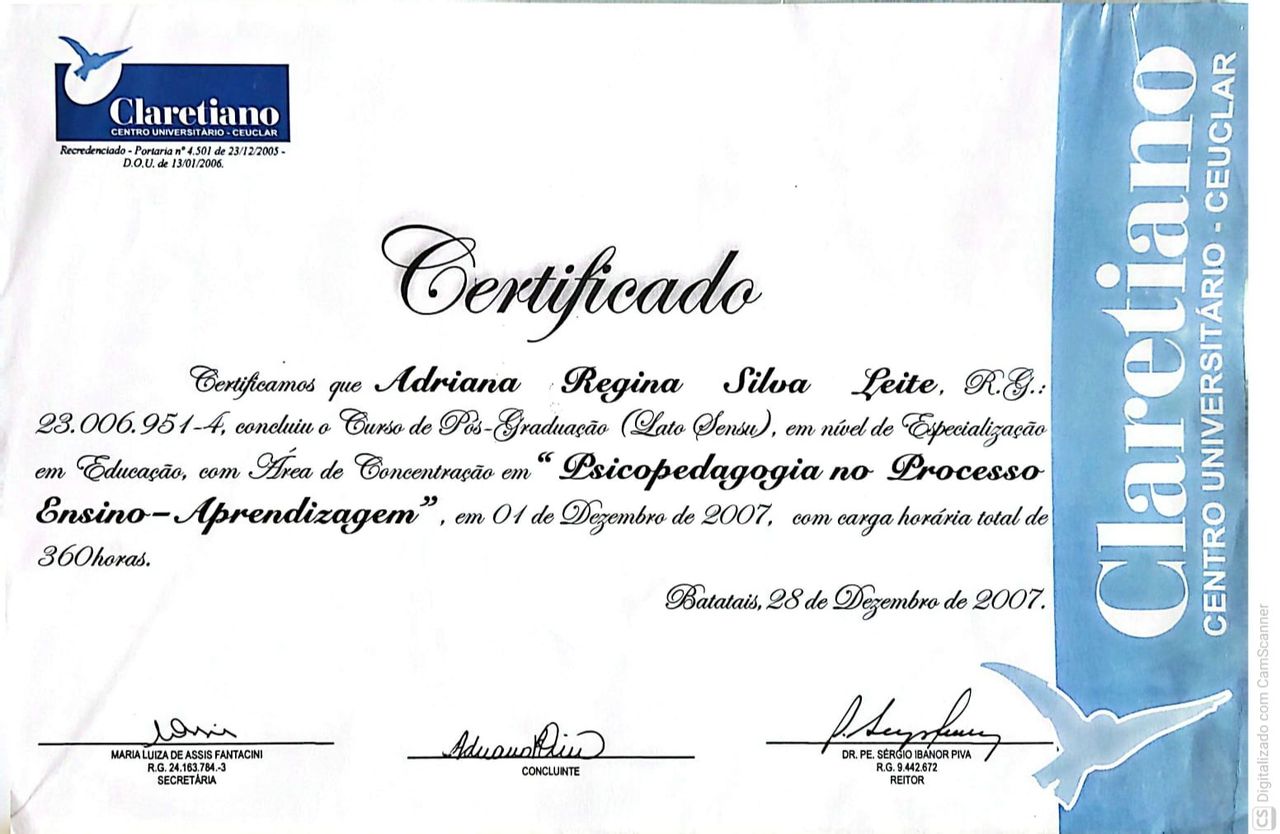 Claretiano
CENTRO UNIVERSITÁRIO - CEUCLAR
Recredenciado - Portaria nº 4.501 de 23/12/2005 -
D.O.U. de 13/01/2006.
Certificado
Certificamos que Adriana Regina Silva Leite, R.G.:
23.006.951-4, concluiu o Curso de Pós-Graduação (Lato Sensu), em nível de Especialização
em Educação, com Área de Concentração em “Psicopedagogia no Processo
Ensino-Aprendizagem”, em 01 de Dezembro de 2007, com carga horária total de
360horas.
Batatais, 28 de Dezembro de 2007.
MARIA LUIZA DE ASSIS FANTACINI
R.G. 24.163.784.-3
SECRETÁRIA
CONCLUINTE
DR. PE. SÉRGIO IBANOR PIVA
R.G. 9.442.672
REITOR
Claretiano
CENTRO UNIVERSITÁRIO - CEUCLAR
CS Digitalizado com CamScanner